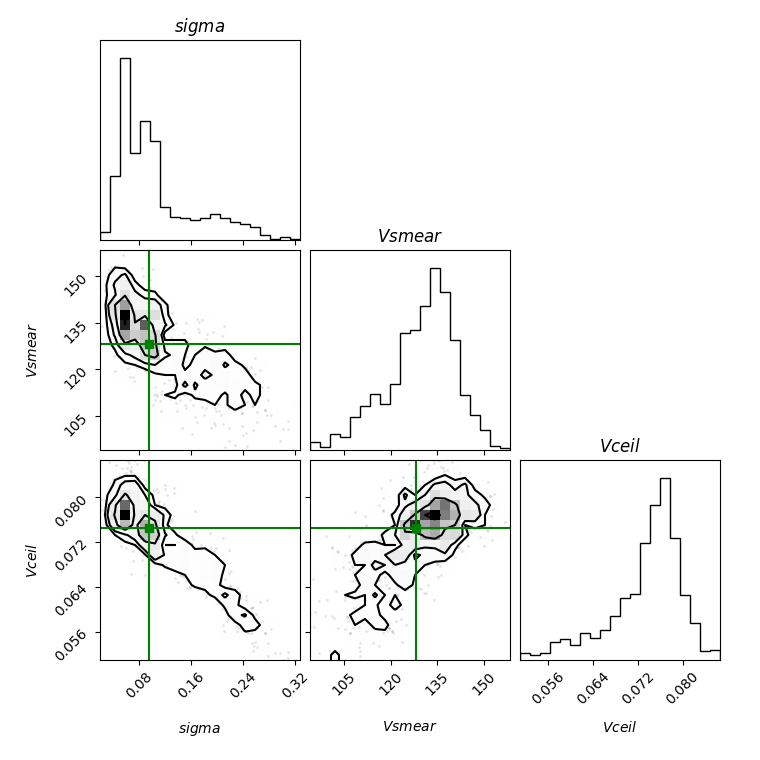 sigma
Vsmear
150
135
120
105
Vsmear
Vceil
0.080
0.072
0.064
0.056
Vceil
0.08 0.16 0.24 0.32
105 120 135 150
0.056 0.064 0.072 0.080
sigma Vsmear Vceil